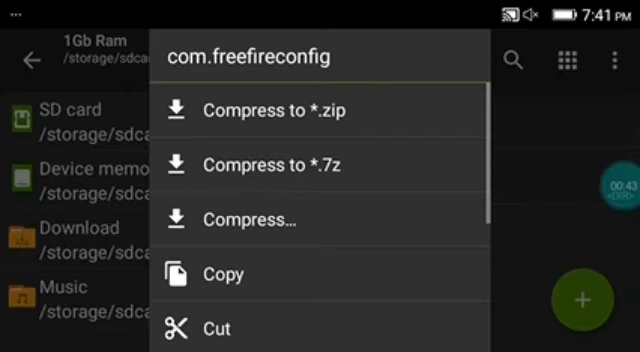 ... 7:41 PM
1Gb Ram
/storage/sdca
com.freefireconfig
SD card
/storage/sdca
Compress to *.zip
Device memo
/storage/sdca
Compress to *.7z
00:43
<DIR>
Download
/storage/sdca
Compress...
Music
/storage/sdca
Copy
Cut